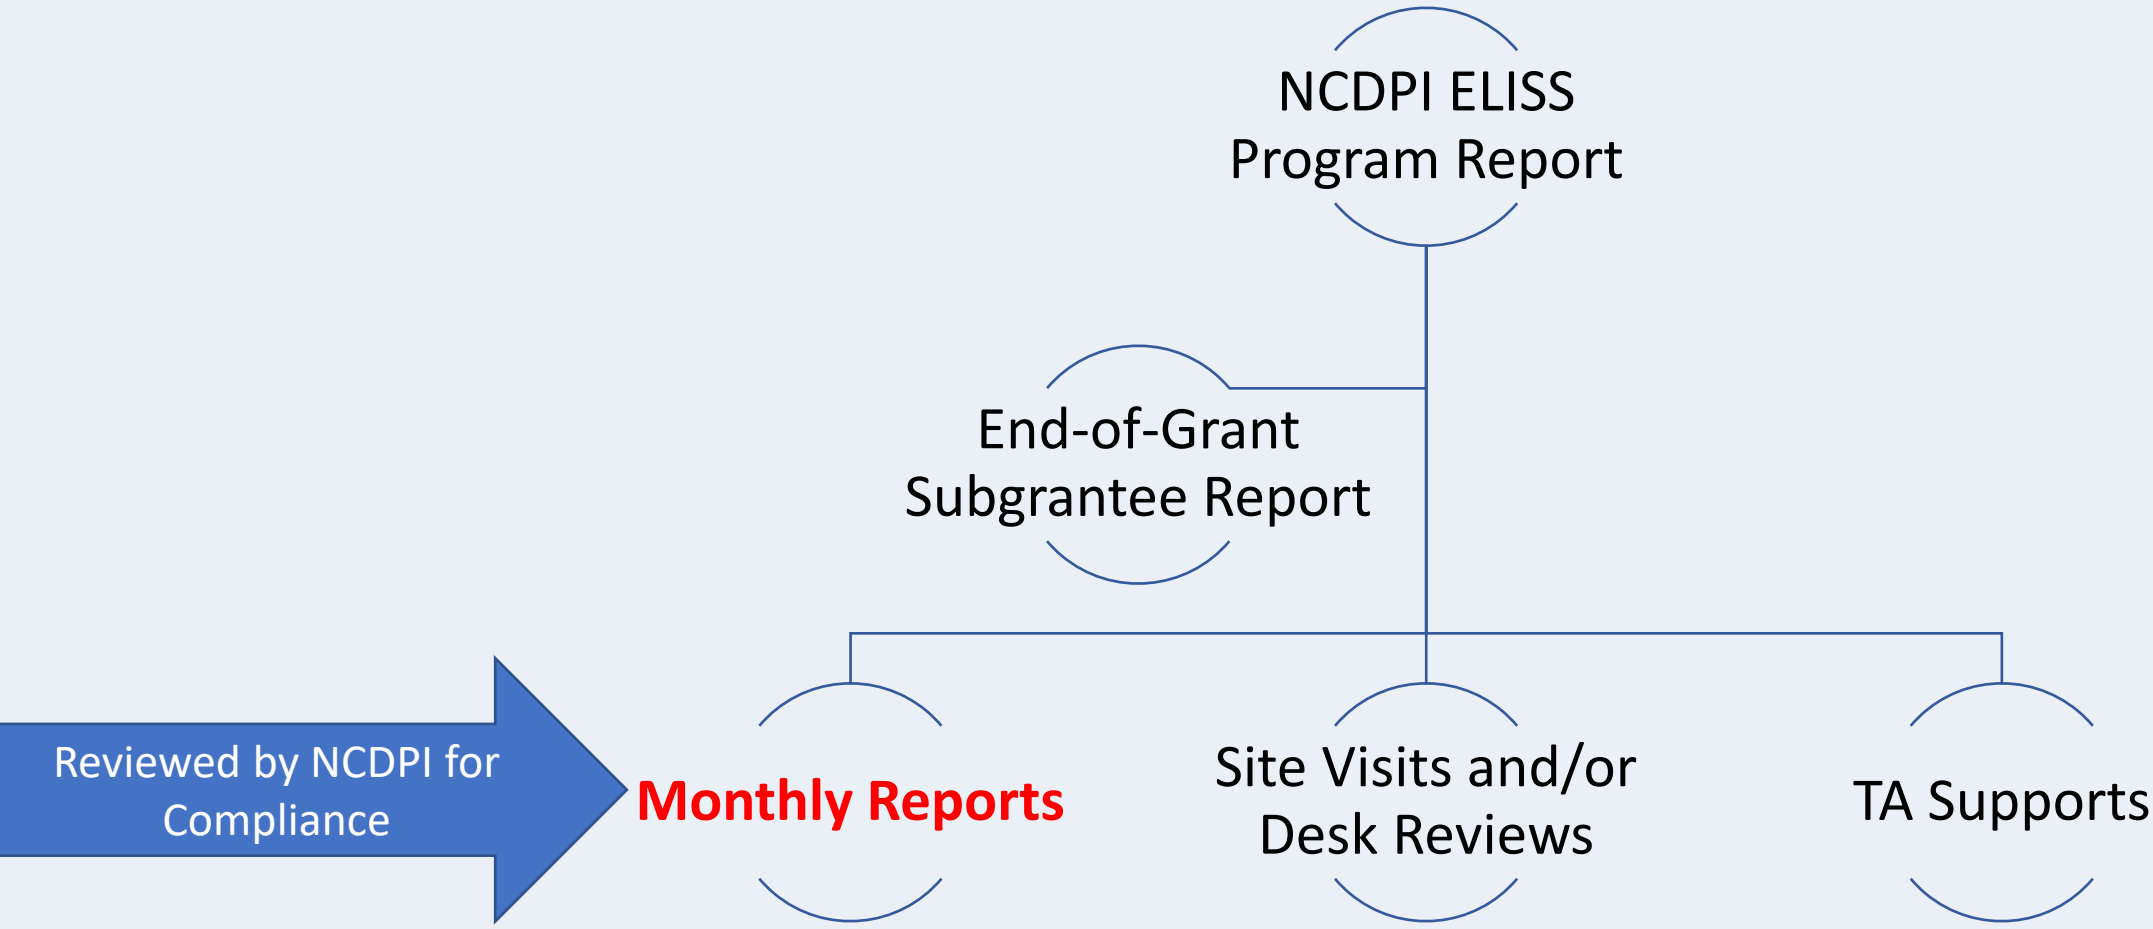 NCDPI ELISS
Program Report
End-of-Grant
Subgrantee Report
Reviewed by NCDPI for
Compliance
Monthly Reports
Site Visits and/or
Desk Reviews
TA Supports